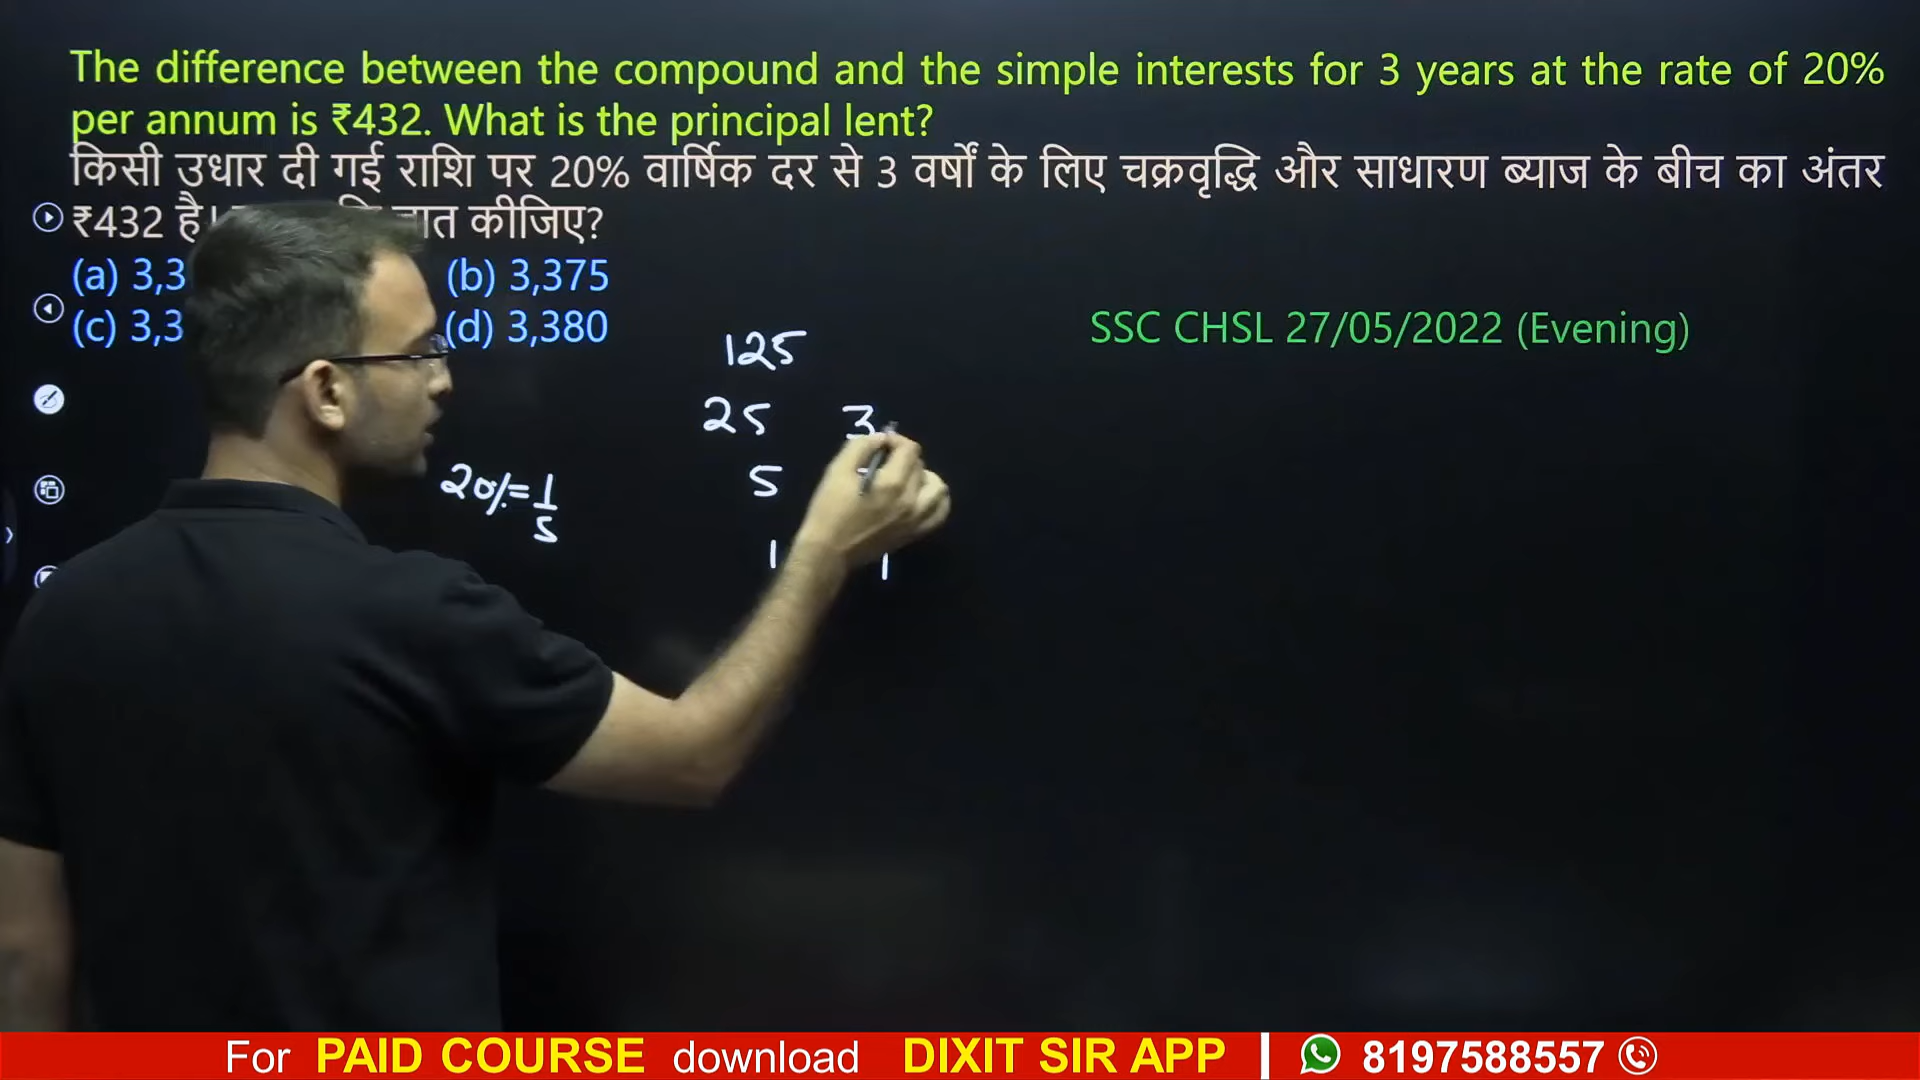 The difference between the compound and the simple interests for 3 years at the rate of 20%
per annum is ₹432. What is the principal lent?
किसी उधार दी गई राशि पर 20% वार्षिक दर से 3 वर्षों के लिए चक्रवृद्धि और साधारण ब्याज के बीच का अंतर
₹432 है। कीजिए?
(a) (b) 3,375
(c) (d) 3,380
SSC CHSL 27/05/2022 (Evening)
125
25 3
20%=1/5
5
1 1
For PAID COURSE download DIXIT SIR APP | 8197588557